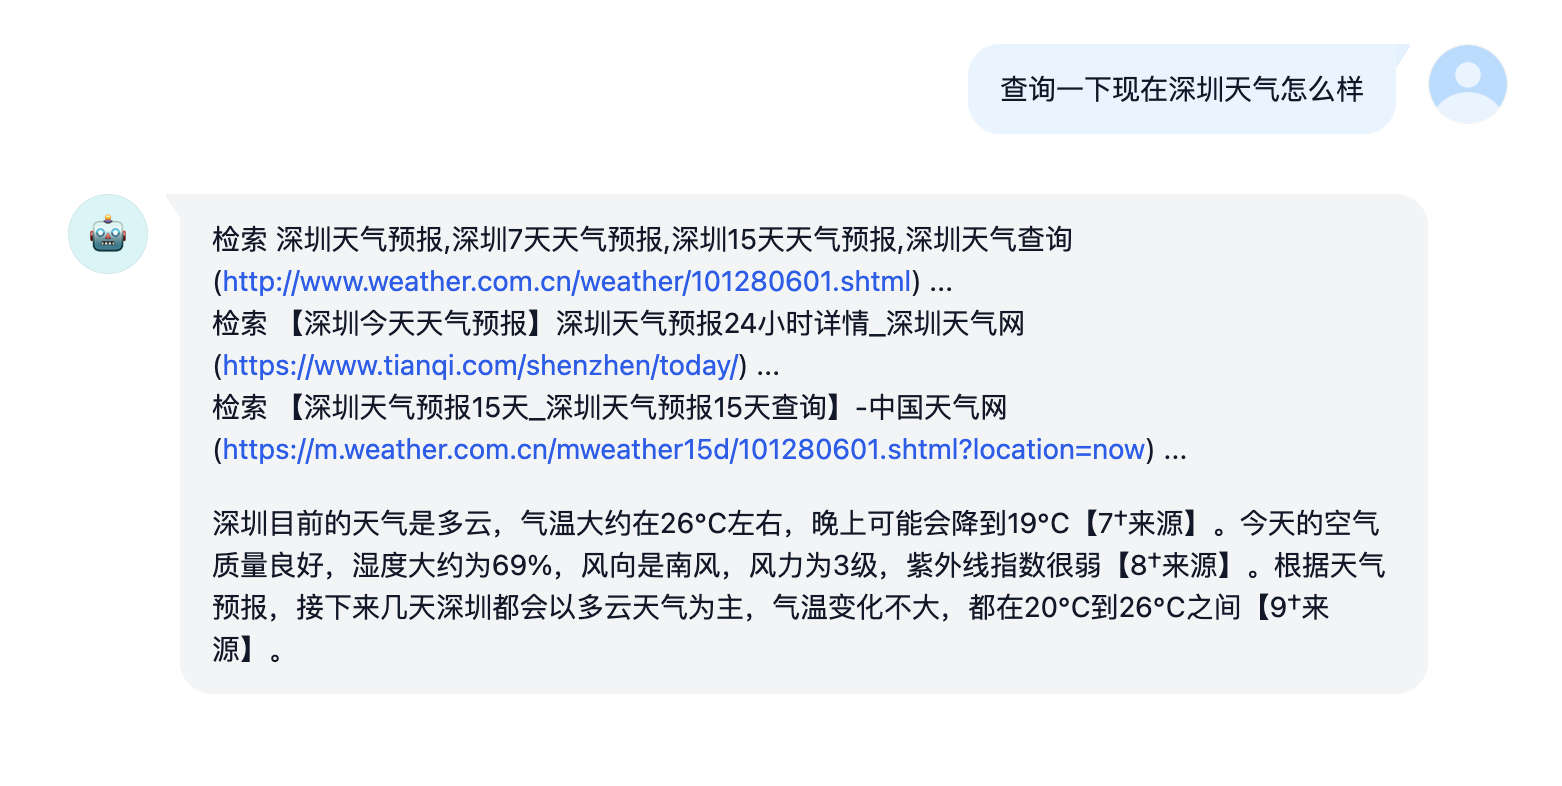 查询一下现在深圳天气怎么样
检索 深圳天气预报,深圳7天天气预报,深圳15天天气预报,深圳天气查询
(http://www.weather.com.cn/weather/101280601.shtml) ...
检索 【深圳今天天气预报】深圳天气预报24小时详情_深圳天气网
(https://www.tianqi.com/shenzhen/today/) ...
检索 【深圳天气预报15天_深圳天气预报15天查询】-中国天气网
(https://m.weather.com.cn/mweather15d/101280601.shtml?location=now) ...
深圳目前的天气是多云，气温大约在26°C左右，晚上可能会降到19°C【7†来源】。今天的空气
质量良好，湿度大约为69%，风向是南风，风力为3级，紫外线指数很弱【8†来源】。根据天气
预报，接下来几天深圳都会以多云天气为主，气温变化不大，都在20°C到26°C之间【9†来
源】。